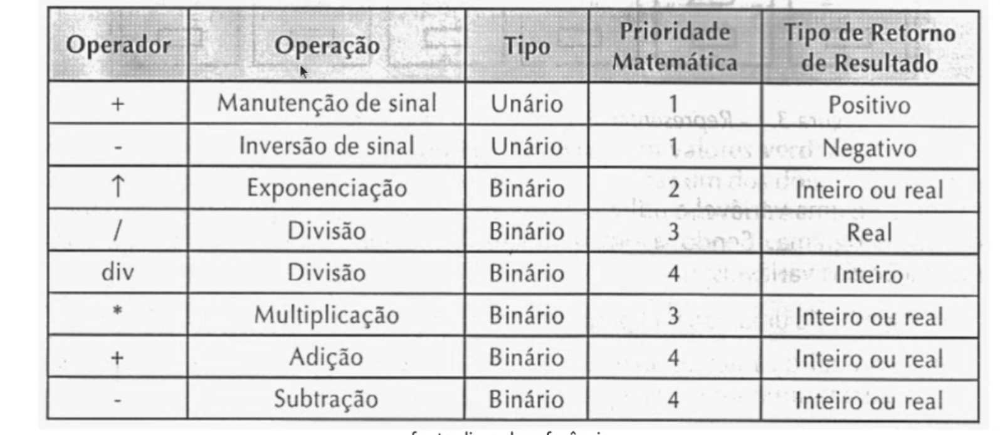 Operador Operação Tipo Prioridade Matemática Tipo de Retorno de Resultado
+ Manutenção de sinal Unário 1 Positivo
- Inversão de sinal Unário 1 Negativo
↑ Exponenciação Binário 2 Inteiro ou real
/ Divisão Binário 3 Real
div Divisão Binário 4 Inteiro
* Multiplicação Binário 3 Inteiro ou real
+ Adição Binário 4 Inteiro ou real
- Subtração Binário 4 Inteiro ou real